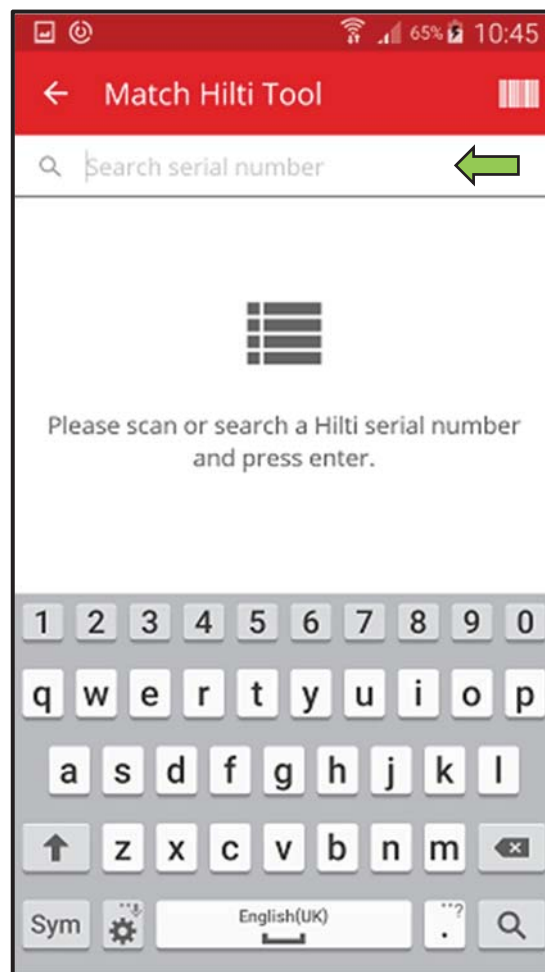 65% 10:45
Match Hilti Tool
Search serial number
Please scan or search a Hilti serial number
and press enter.
1 2 3 4 5 6 7 8 9 0
q w e r t y u i o p
a s d f g h j k l
z x c v b n m
Sym English(UK) . ?